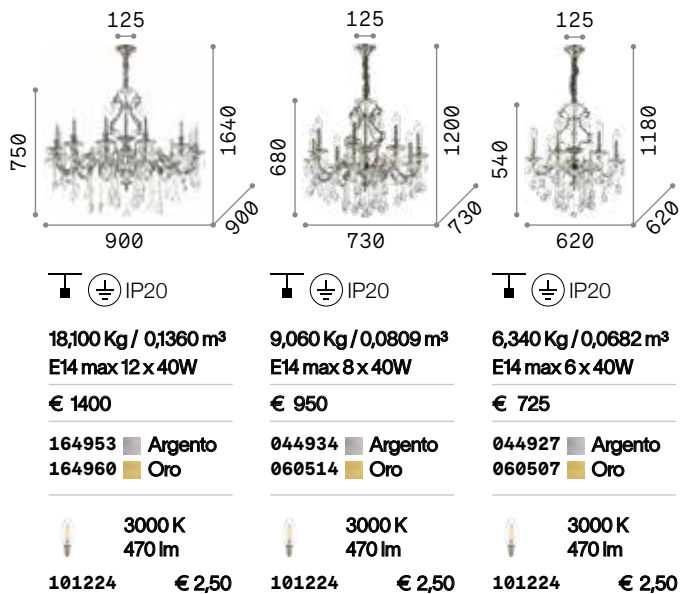 125
750
1640
900
900
IP20
18,100 Kg / 0,1360 m³
E14 max 12 x 40W
€ 1400
164953 Argento
164960 Oro
3000 K
470 lm
101224 € 2,50
125
680
1200
730
730
IP20
9,060 Kg / 0,0809 m³
E14 max 8 x 40W
€ 950
044934 Argento
060514 Oro
3000 K
470 lm
101224 € 2,50
125
540
1180
620
620
IP20
6,340 Kg / 0,0682 m³
E14 max 6 x 40W
€ 725
044927 Argento
060507 Oro
3000 K
470 lm
101224 € 2,50